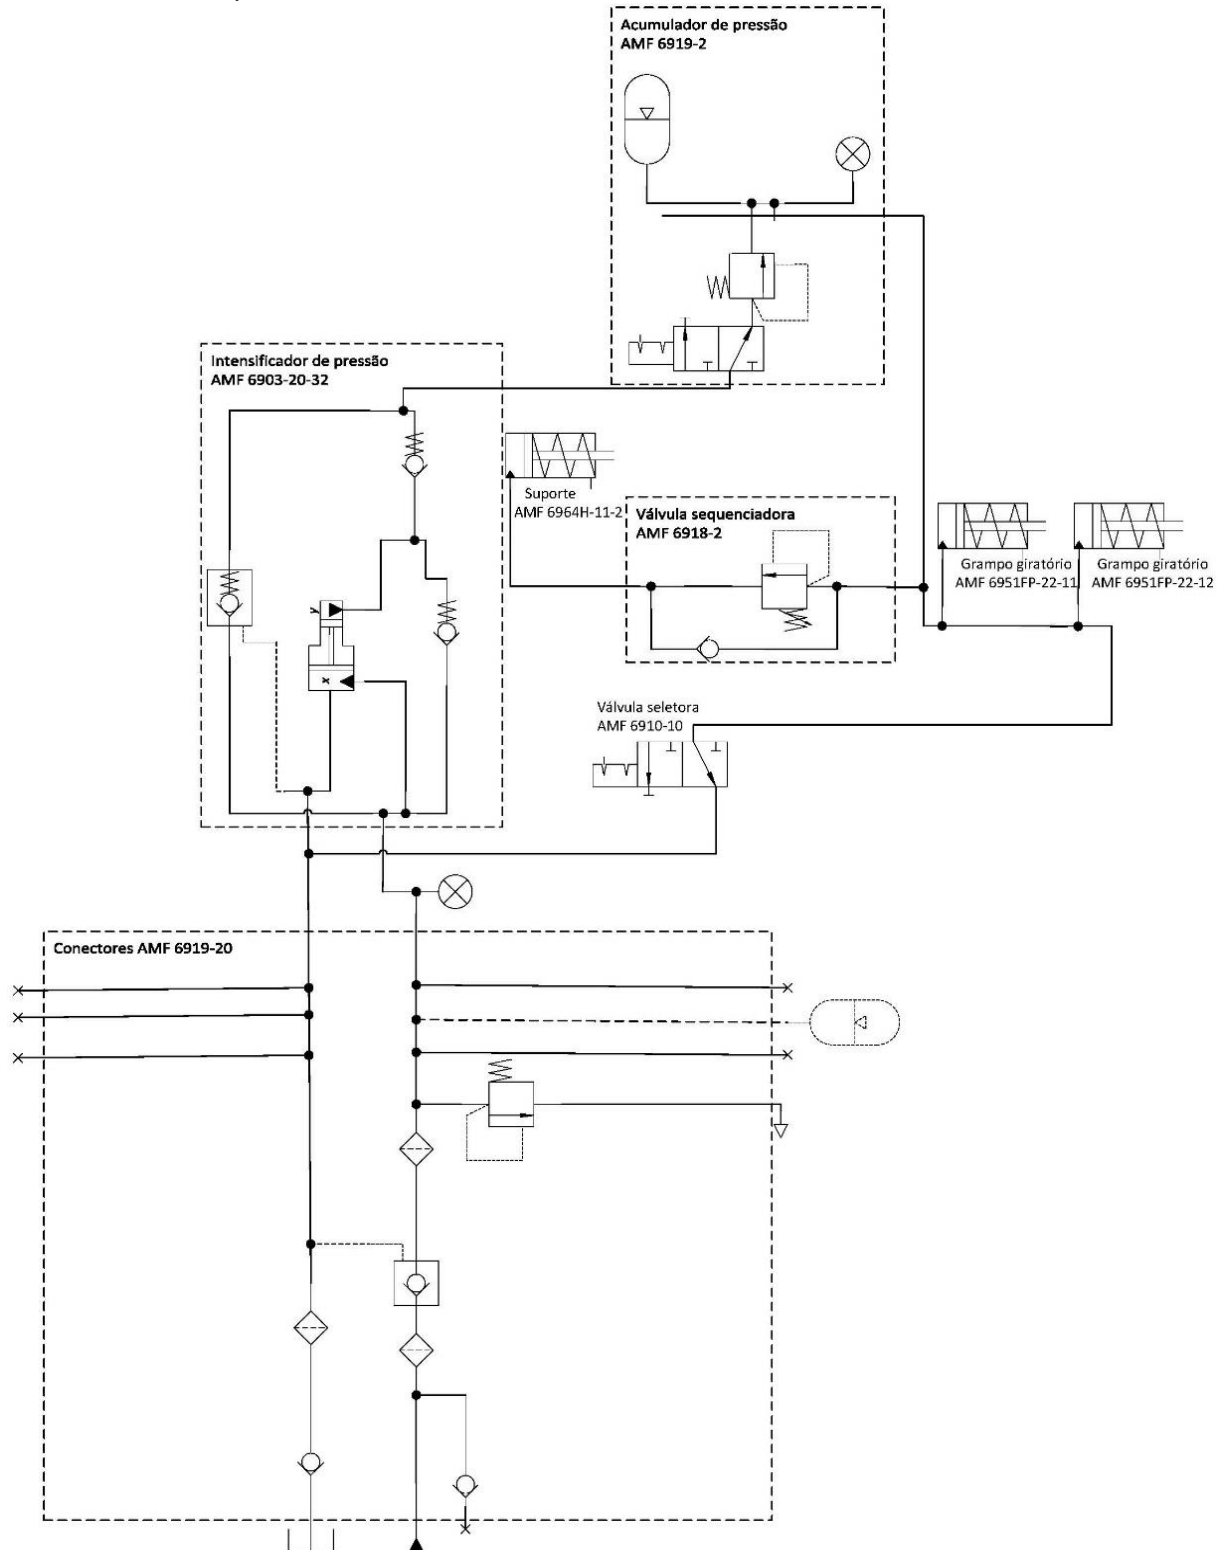 Acumulador de pressão
AMF 6919-2
Intensificador de pressão
AMF 6903-20-32
Suporte
AMF 6964H-11-2
Válvula sequenciadora
AMF 6918-2
Grampo giratório
AMF 6951FP-22-11
Grampo giratório
AMF 6951FP-22-12
y
x
Válvula seletora
AMF 6910-10
Conectores AMF 6919-20